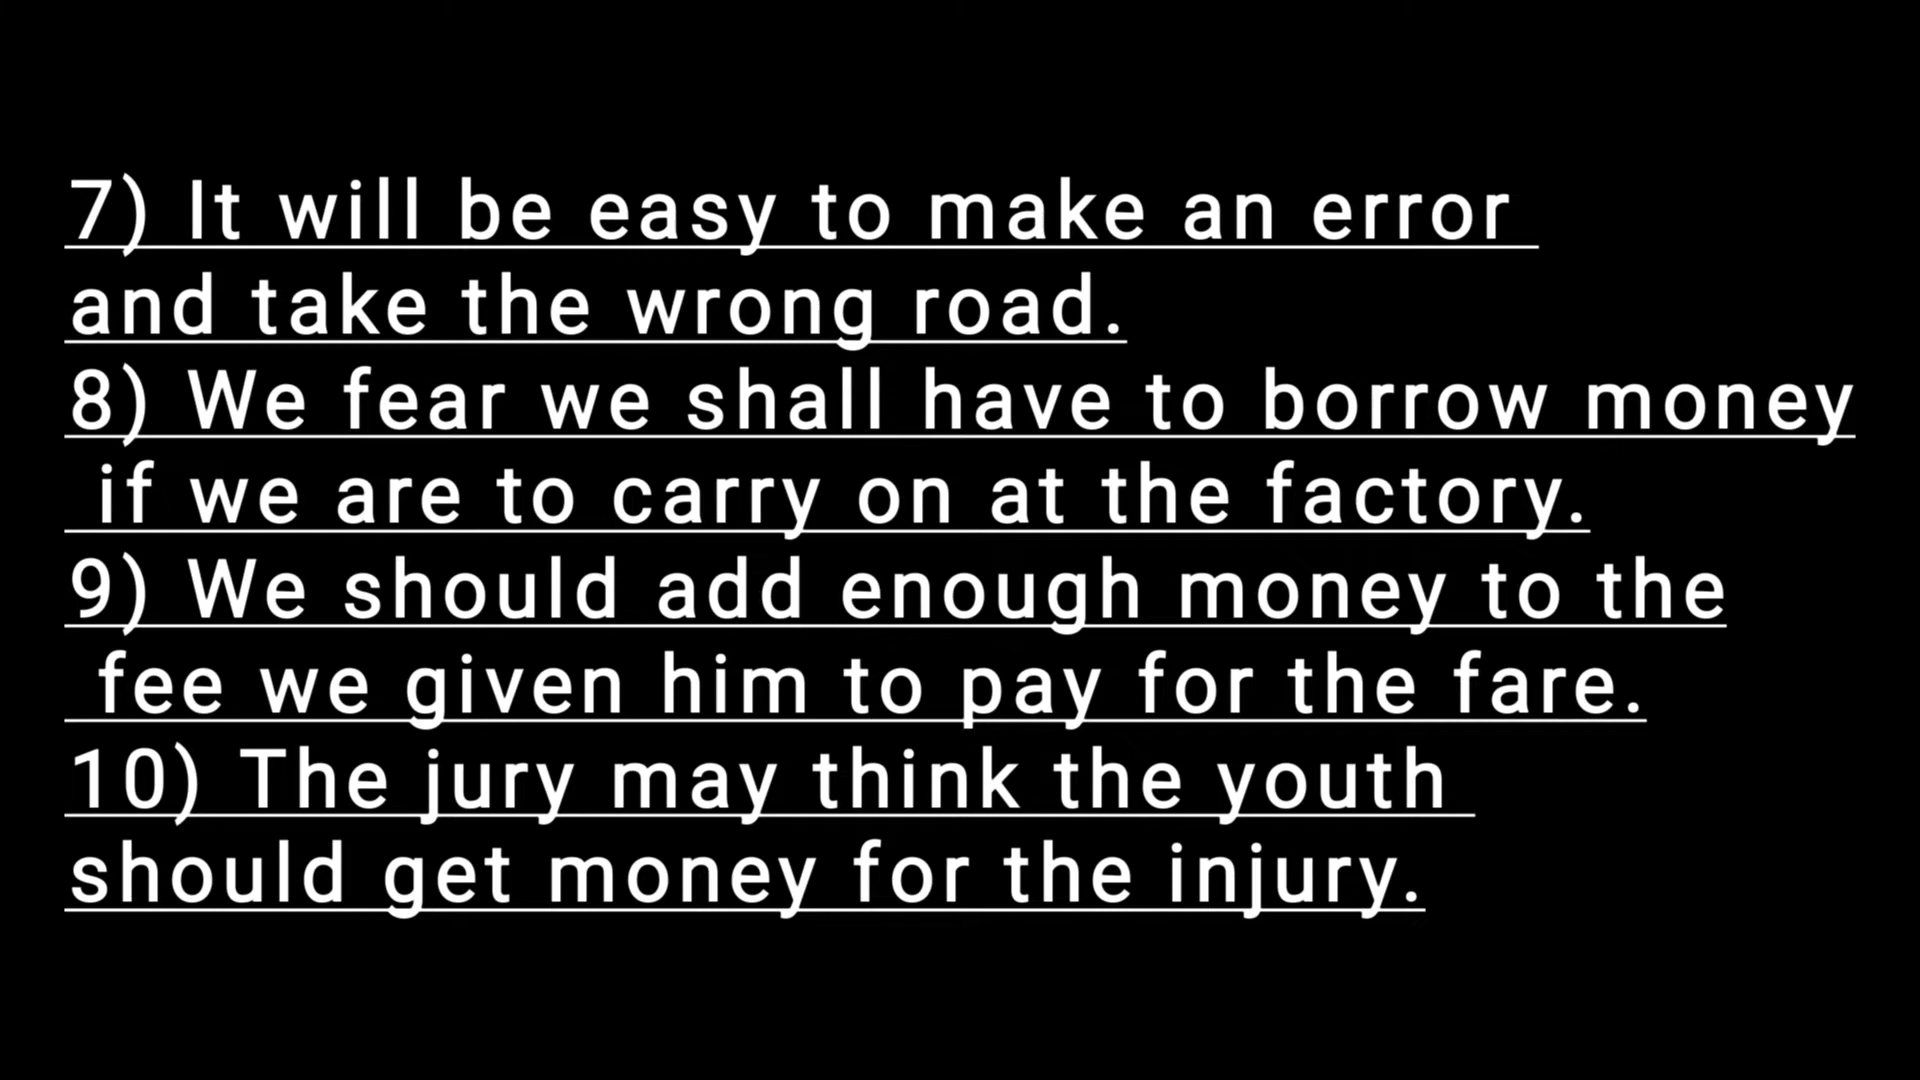 7) It will be easy to make an error
and take the wrong road.
8) We fear we shall have to borrow money
if we are to carry on at the factory.
9) We should add enough money to the
fee we given him to pay for the fare.
10) The jury may think the youth
should get money for the injury.